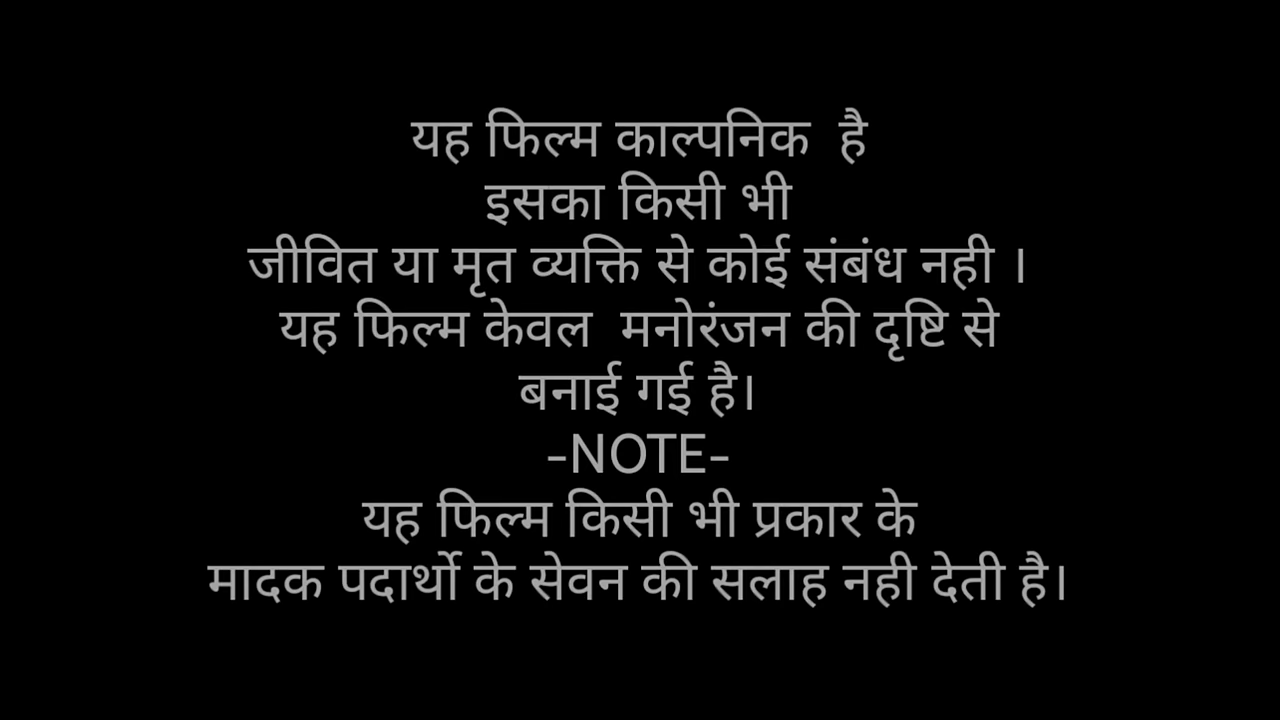 यह फिल्म काल्पनिक  है
इसका किसी भी
जीवित या मृत व्यक्ति से कोई संबंध नही ।
यह फिल्म केवल  मनोरंजन की दृष्टि से
बनाई गई है।
-NOTE-
यह फिल्म किसी भी प्रकार के
मादक पदार्थो के सेवन की सलाह नही देती है।